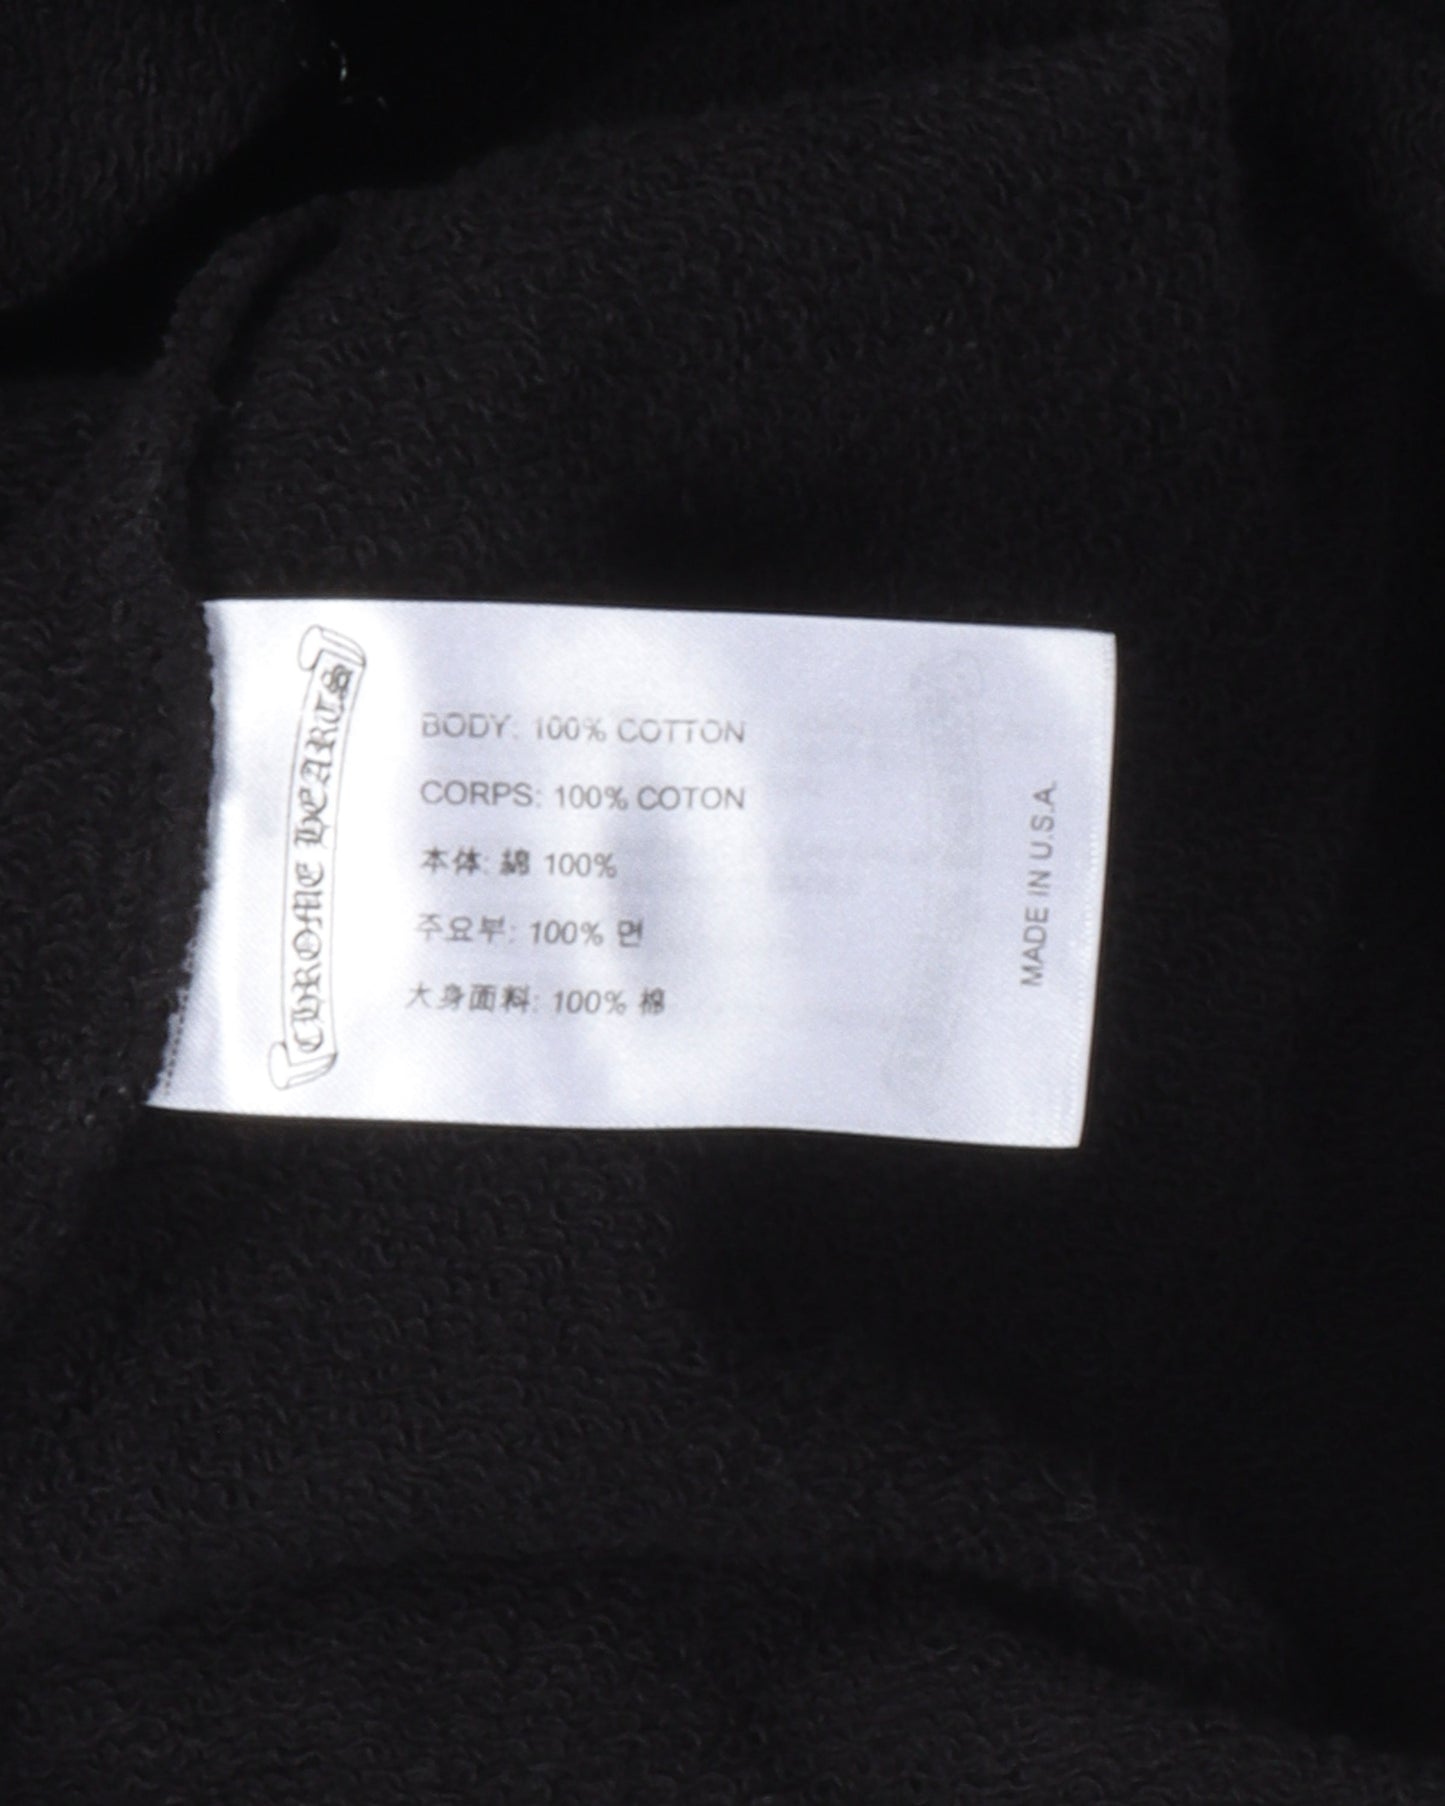 CHROME HEARTS
BODY: 100% COTTON
CORPS: 100% COTON
本体: 綿 100%
주요부: 100% 면
大身面料: 100% 棉
MADE IN U.S.A.